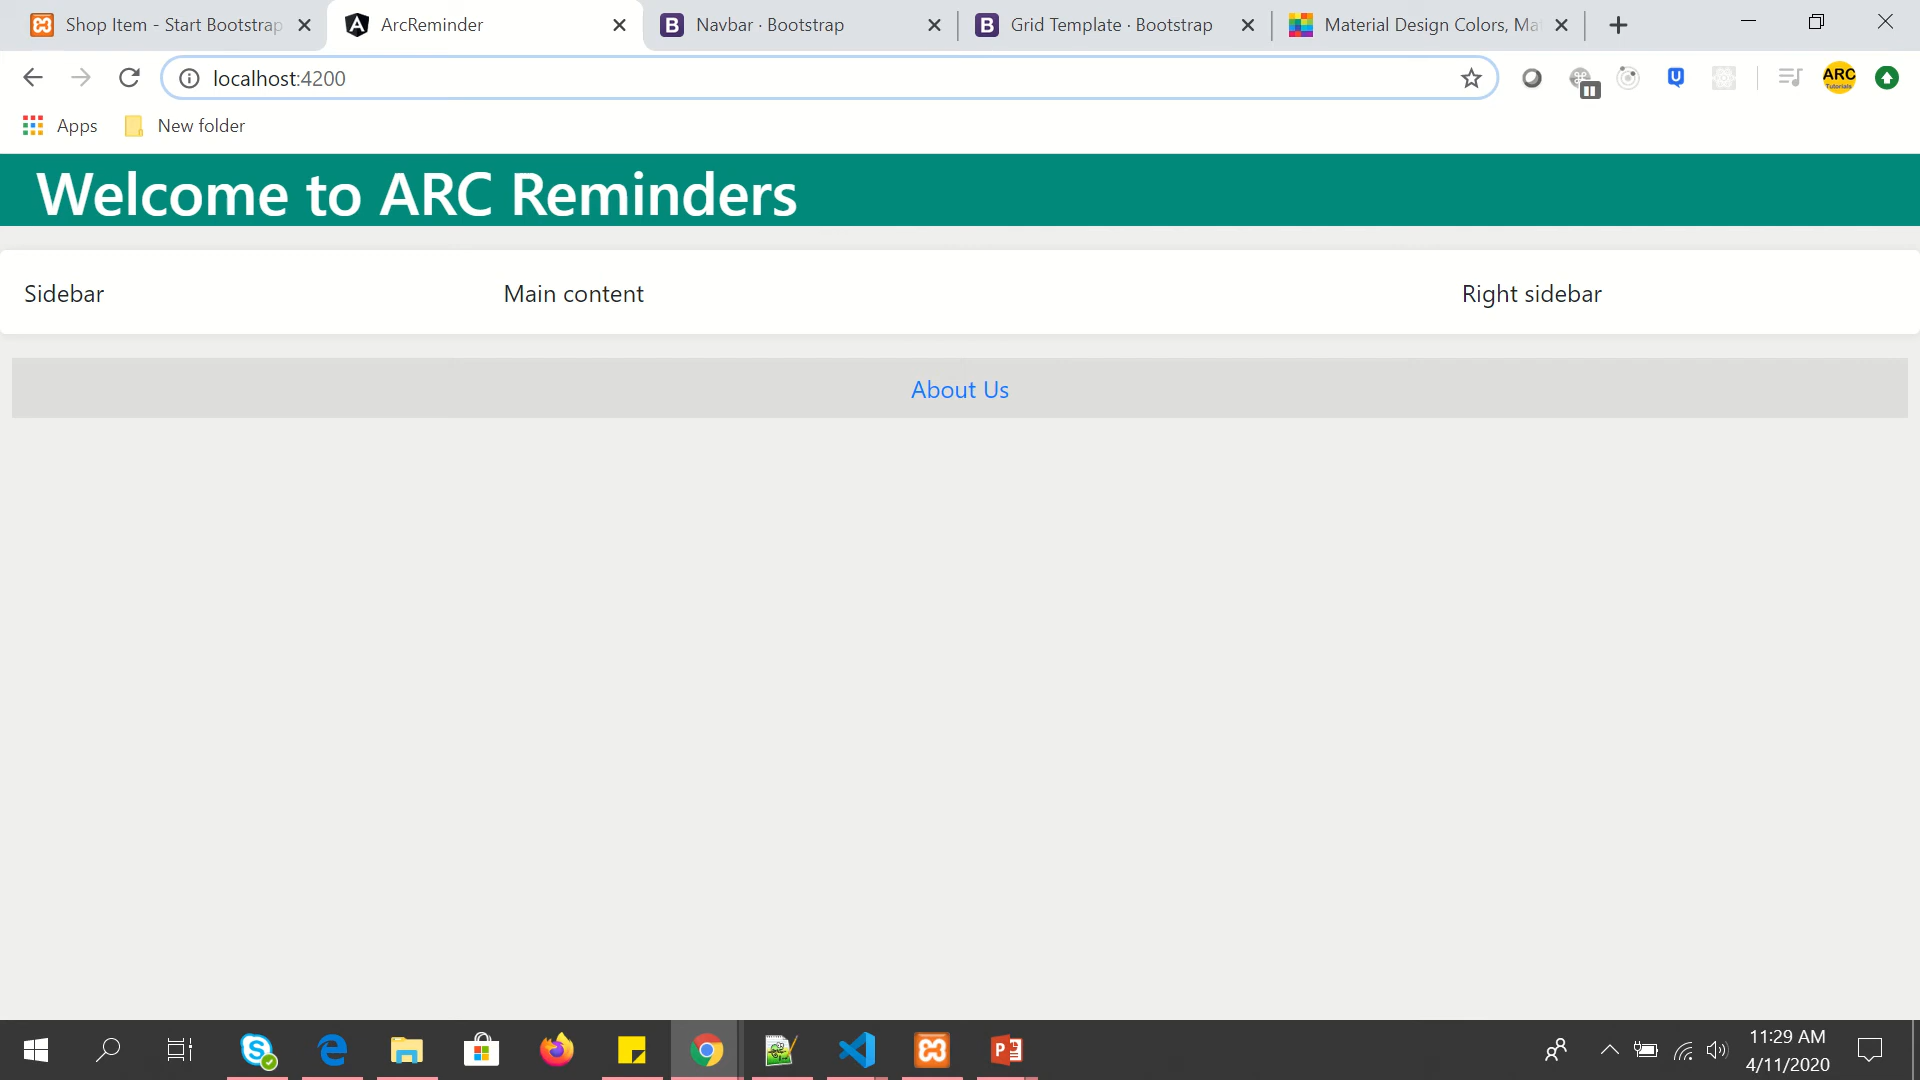 Shop Item - Start Bootstrap
ArcReminder
Navbar · Bootstrap
Grid Template · Bootstrap
Material Design Colors, Ma
localhost:4200
ARC
Tutorials
Apps
New folder
Welcome to ARC Reminders
Sidebar
Main content
Right sidebar
About Us
11:29 AM
4/11/2020